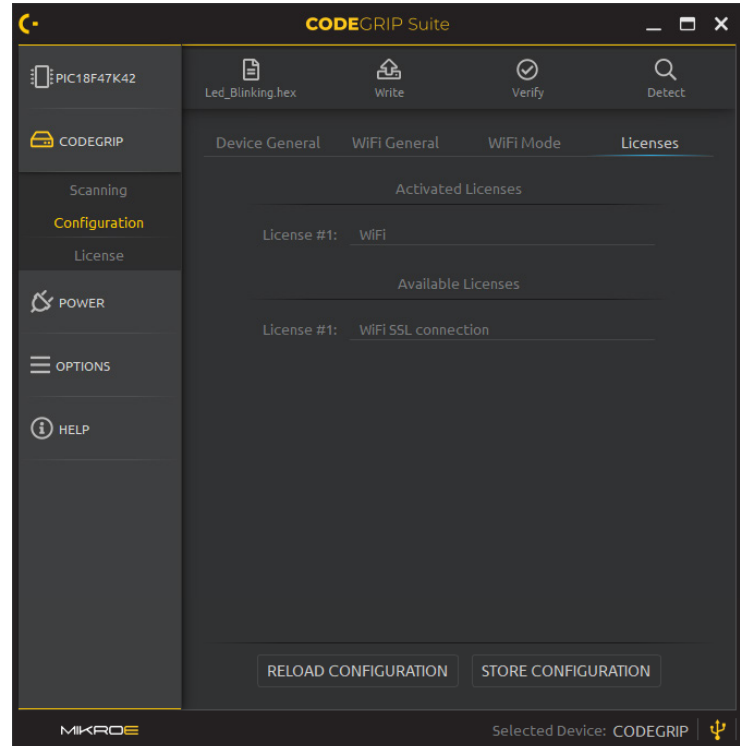 CODEGRIP Suite
PIC18F47K42
Led_Blinking.hex
Write
Verify
Detect
CODEGRIP
Scanning
Configuration
License
POWER
OPTIONS
HELP
Device General
WiFi General
WiFi Mode
Licenses
Activated Licenses
License #1: WiFi
Available Licenses
License #1: WiFi SSL connection
RELOAD CONFIGURATION
STORE CONFIGURATION
MIKROE
Selected Device: CODEGRIP